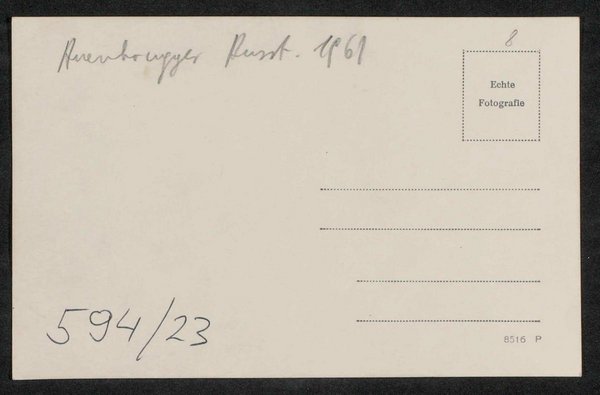 Auenbrugger Ausst. 1961
8
Echte
Fotografie
594/23
8516 P